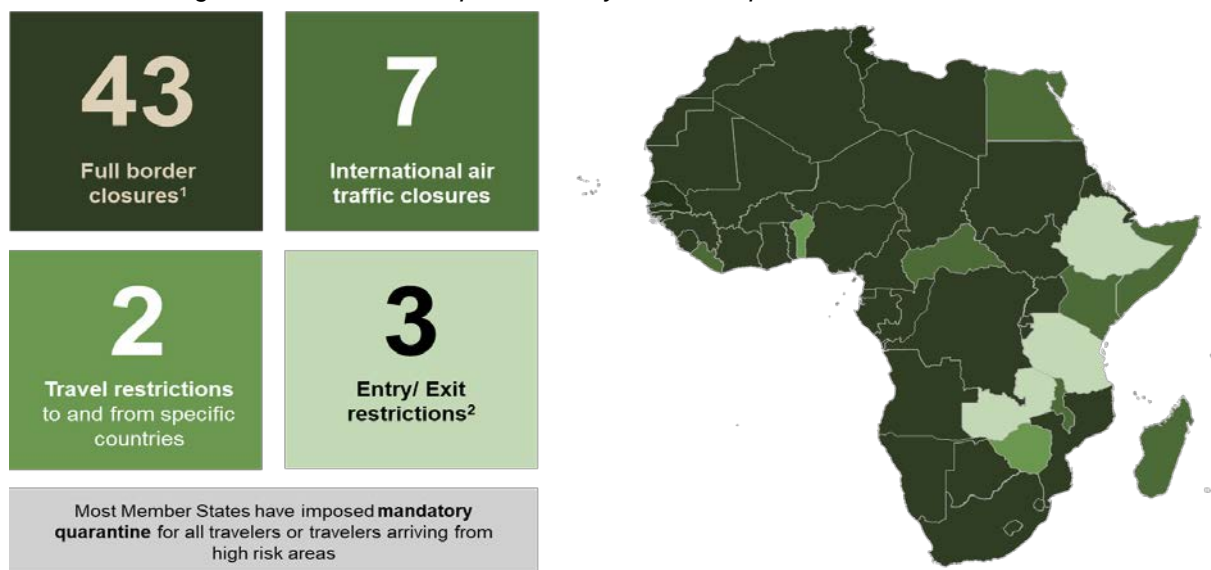 43
Full border
closures¹
7
International air
traffic closures
2
Travel restrictions
to and from specific
countries
3
Entry/ Exit
restrictions²
Most Member States have imposed mandatory
quarantine for all travelers or travelers arriving from
high risk areas